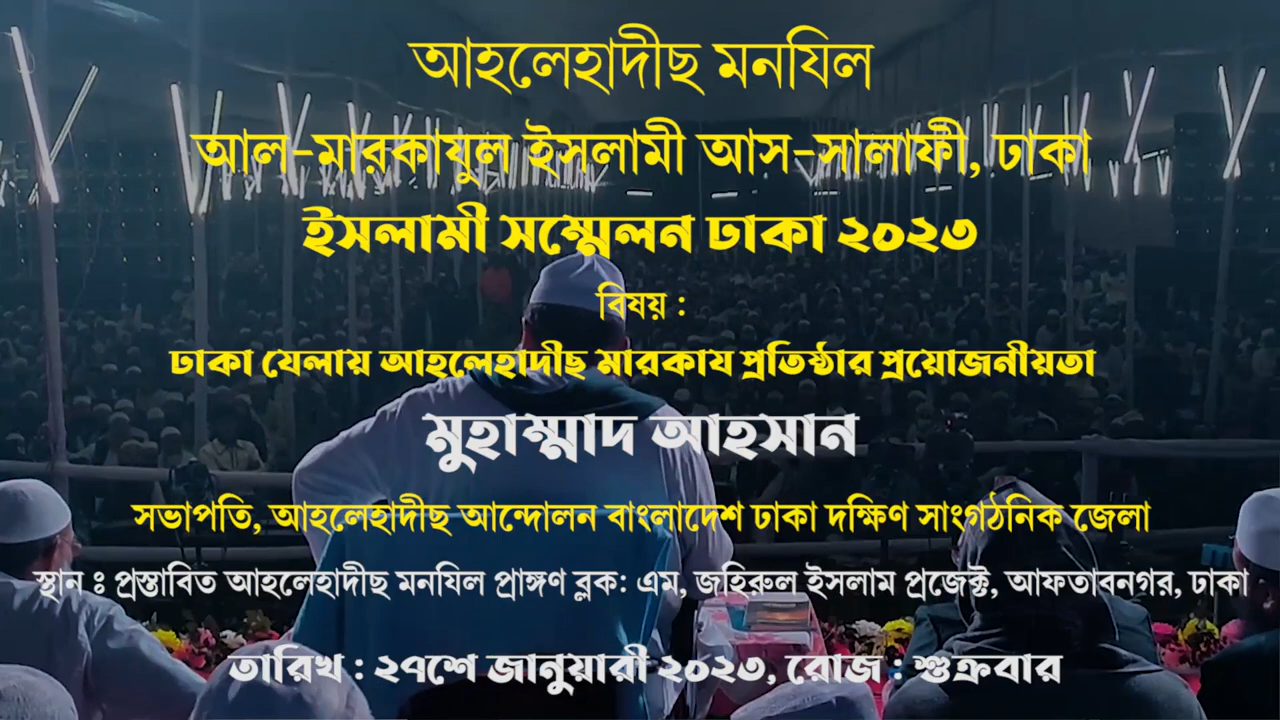 আহলেহাদীছ মনযিল
আল-মারকাযুল ইসলামী আস-সালাফী, ঢাকা
ইসলামী সম্মেলন ঢাকা ২০২৩
বিষয় :
ঢাকা যেলায় আহলেহাদীছ মারকায প্রতিষ্ঠার প্রয়োজনীয়তা
মুহাম্মাদ আহসান
সভাপতি, আহলেহাদীছ আন্দোলন বাংলাদেশ ঢাকা দক্ষিণ সাংগঠনিক জেলা
স্থান ঃ প্রস্তাবিত আহলেহাদীছ মনযিল প্রাঙ্গণ ব্লক: এম, জহিরুল ইসলাম প্রজেক্ট, আফতাবনগর, ঢাকা
তারিখ : ২৭শে জানুয়ারী ২০২৩, রোজ : শুক্রবার